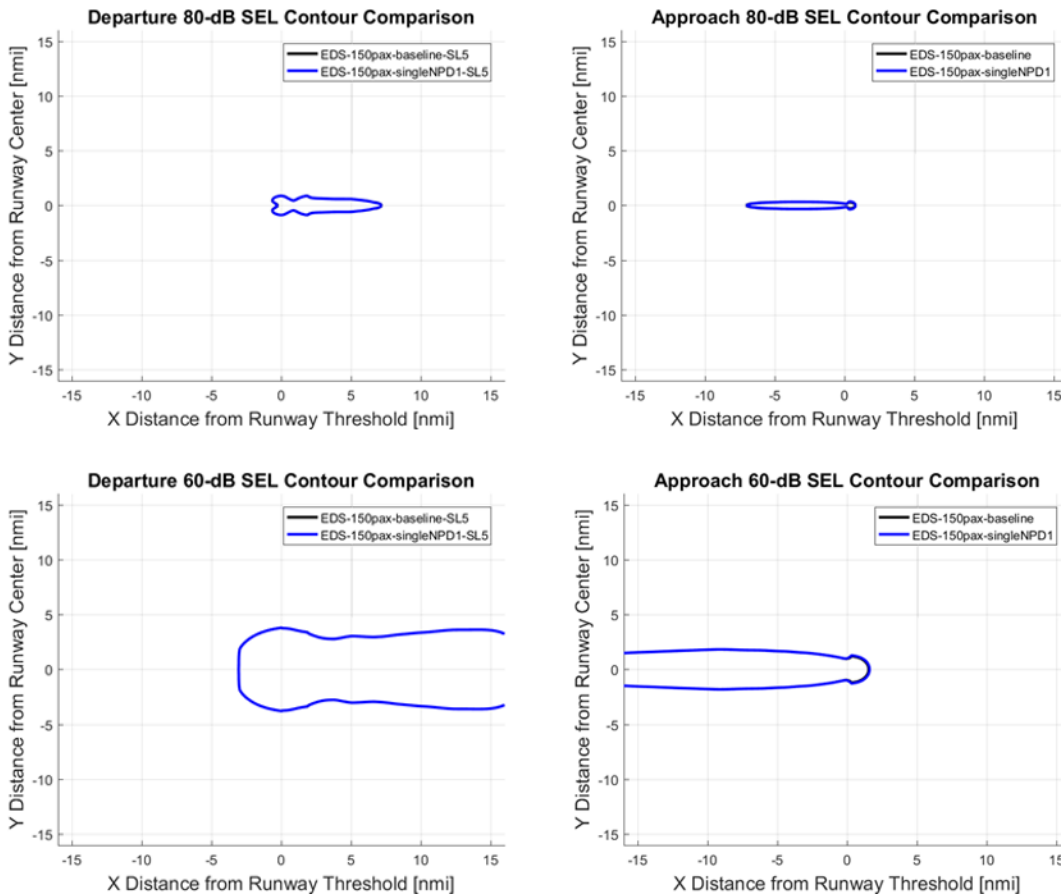 Departure 80-dB SEL Contour Comparison
EDS-150pax-baseline-SL5
EDS-150pax-singleNPD1-SL5
Y Distance from Runway Center [nmi]
15
10
5
0
-5
-10
-15
-15
-10
-5
0
5
10
15
X Distance from Runway Threshold [nmi]
Approach 80-dB SEL Contour Comparison
EDS-150pax-baseline
EDS-150pax-singleNPD1
Y Distance from Runway Center [nmi]
15
10
5
0
-5
-10
-15
-15
-10
-5
0
5
10
15
X Distance from Runway Threshold [nmi]
Departure 60-dB SEL Contour Comparison
EDS-150pax-baseline-SL5
EDS-150pax-singleNPD1-SL5
Y Distance from Runway Center [nmi]
15
10
5
0
-5
-10
-15
-15
-10
-5
0
5
10
15
X Distance from Runway Threshold [nmi]
Approach 60-dB SEL Contour Comparison
EDS-150pax-baseline
EDS-150pax-singleNPD1
Y Distance from Runway Center [nmi]
15
10
5
0
-5
-10
-15
-15
-10
-5
0
5
10
15
X Distance from Runway Threshold [nmi]